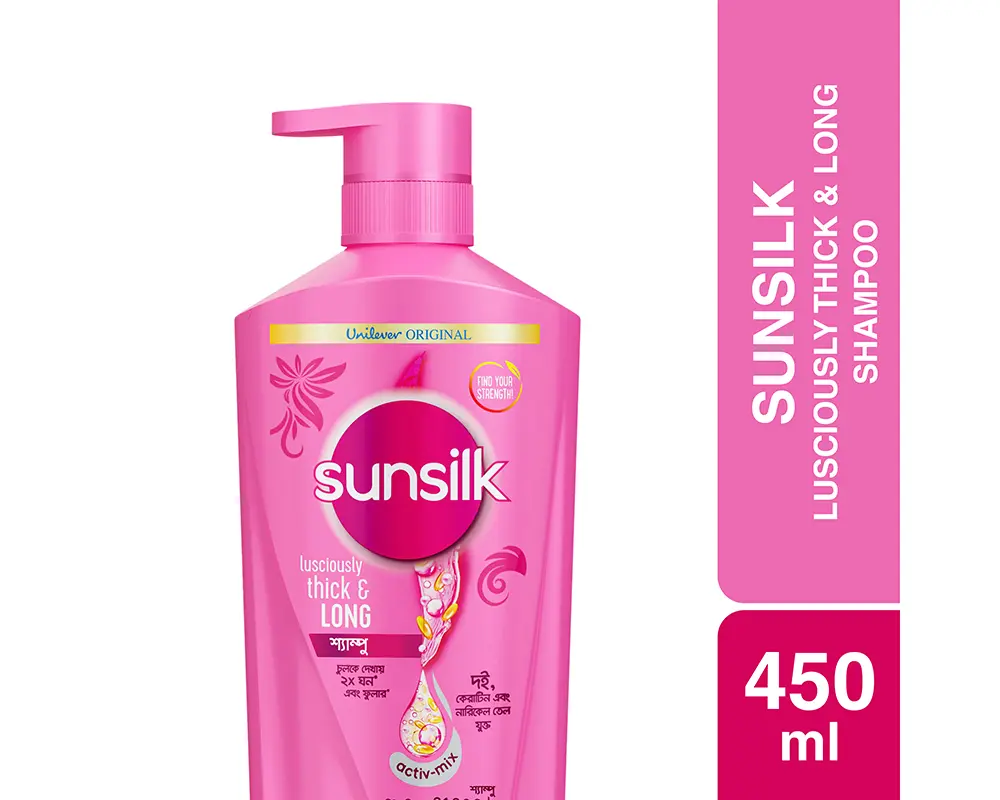 Unilever ORIGINAL
FIND YOUR
STRENGTH!
sunsilk
lusciously
thick &
LONG
শ্যাম্পু
চুলকে দেখায়
২x ঘন*
এবং ফুলার*
দই,
কেরাটিন এবং
নারিকেল তেল
যুক্ত
activ-mix
শ্যাম্পু
SUNSILK
LUSCIOUSLY THICK & LONG
SHAMPOO
450
ml